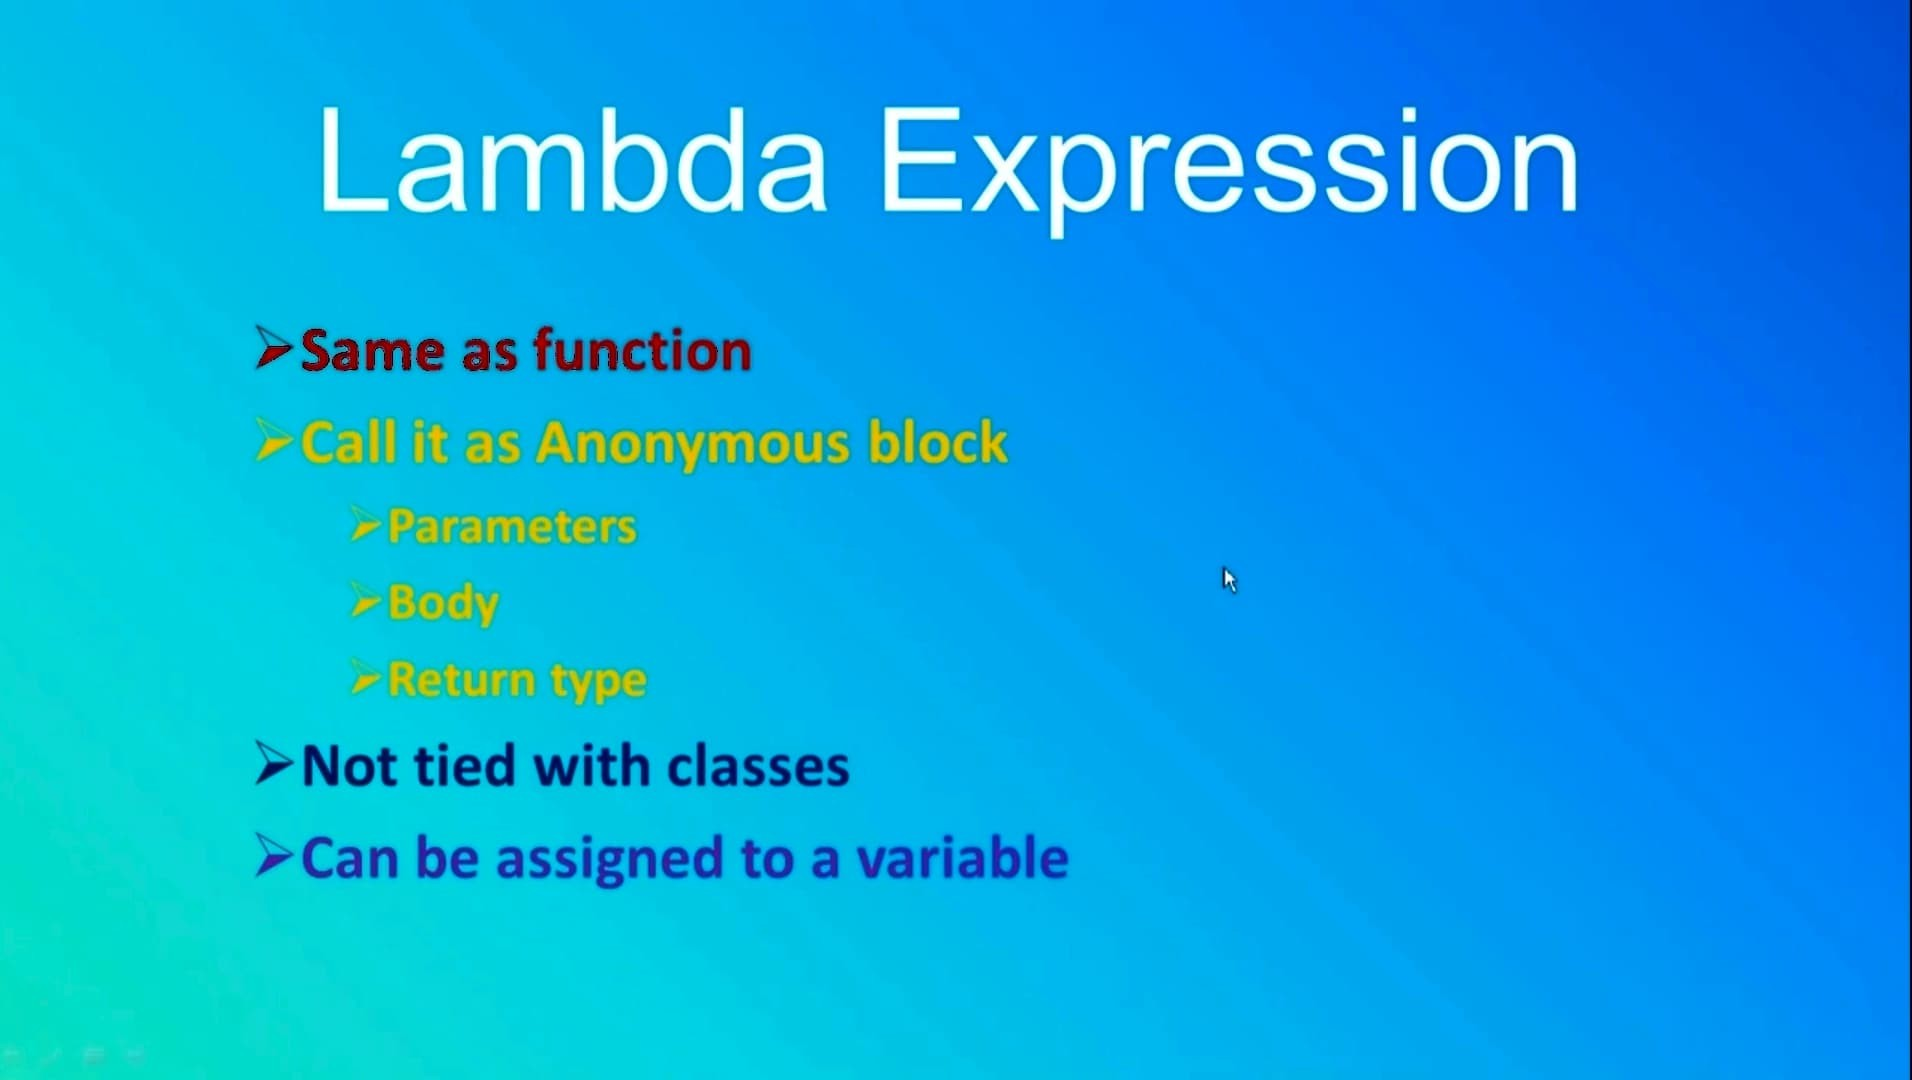 Lambda Expression
Same as function
Call it as Anonymous block
Parameters
Body
Return type
Not tied with classes
Can be assigned to a variable